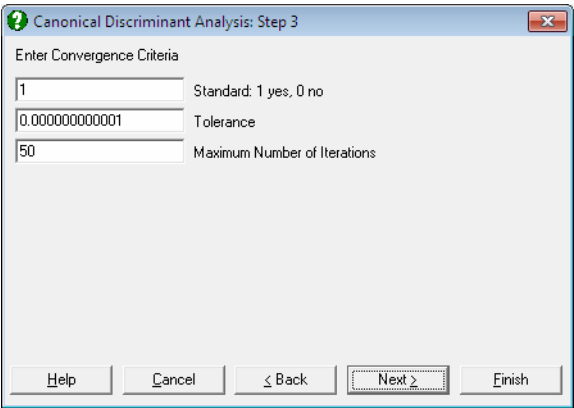 Canonical Discriminant Analysis: Step 3
Enter Convergence Criteria
1 Standard: 1 yes, 0 no
0.000000000001 Tolerance
50 Maximum Number of Iterations
Help Cancel < Back Next > Finish